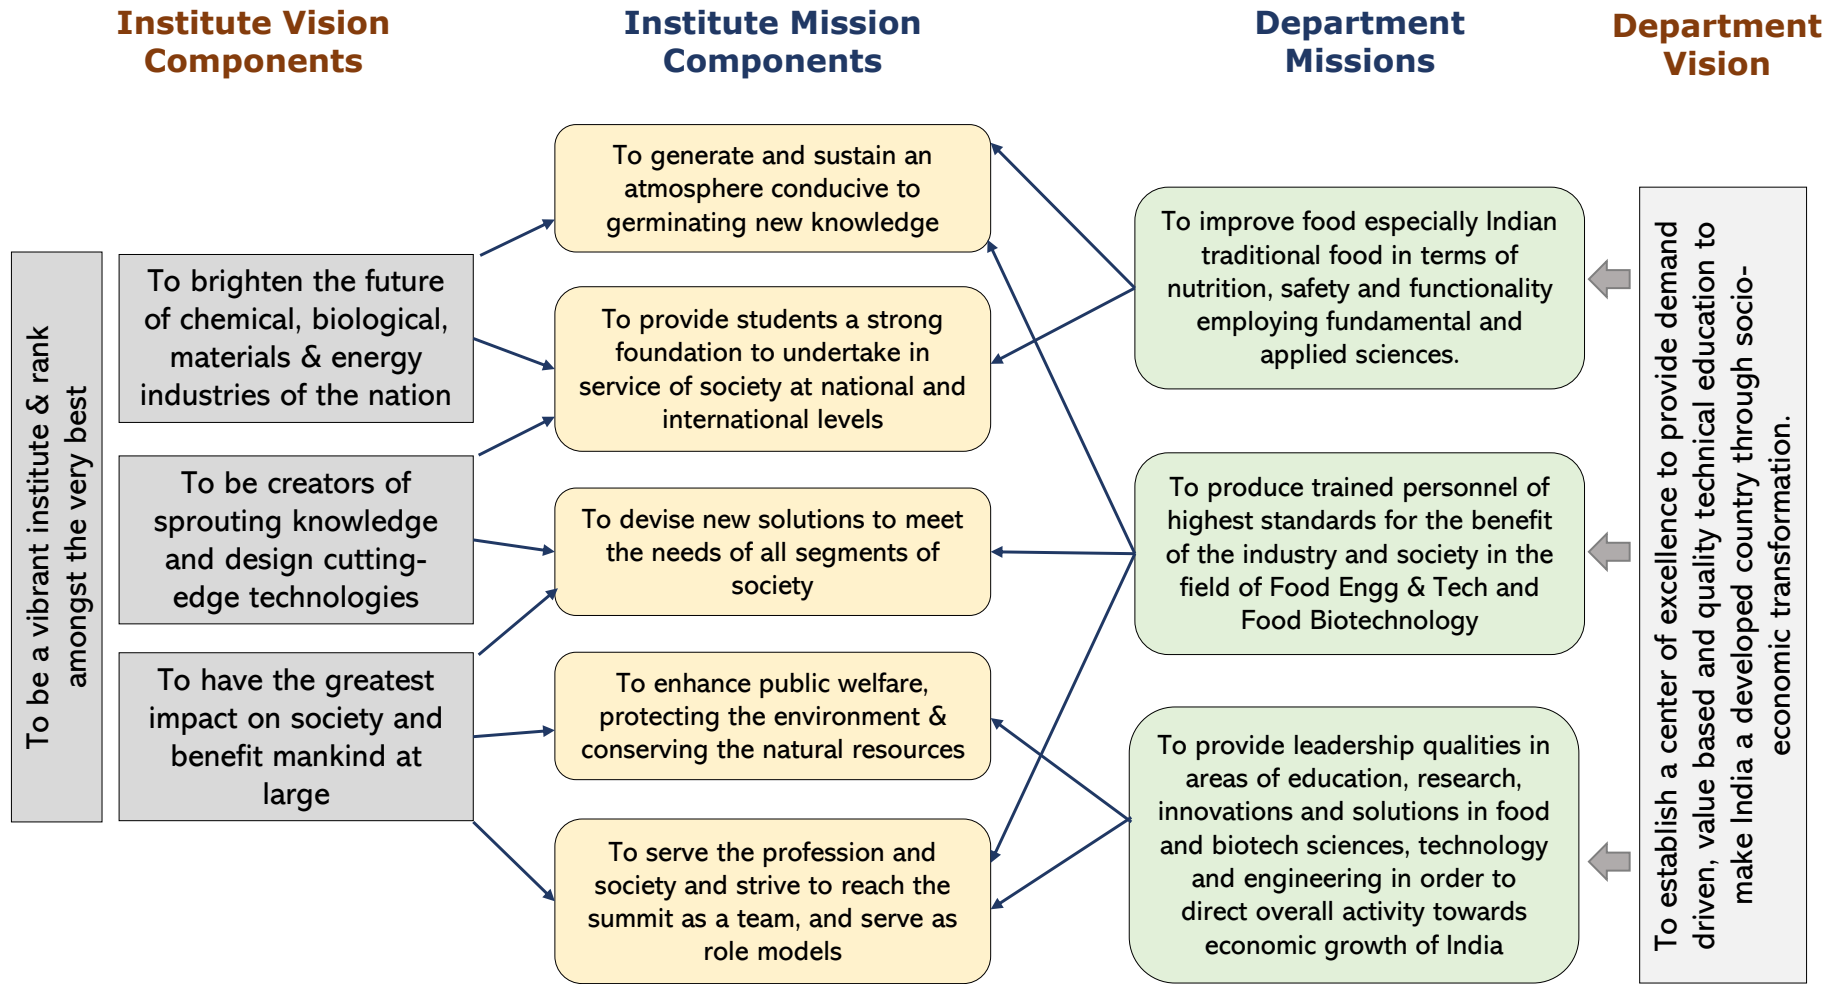 Institute Vision
Components
Institute Mission
Components
Department
Missions
Department
Vision
To be a vibrant institute & rank
amongst the very best
To brighten the future
of chemical, biological,
materials & energy
industries of the nation
To be creators of
sprouting knowledge
and design cutting-
edge technologies
To have the greatest
impact on society and
benefit mankind at
large
To generate and sustain an
atmosphere conducive to
germinating new knowledge
To provide students a strong
foundation to undertake in
service of society at national and
international levels
To devise new solutions to meet
the needs of all segments of
society
To enhance public welfare,
protecting the environment &
conserving the natural resources
To serve the profession and
society and strive to reach the
summit as a team, and serve as
role models
To improve food especially Indian
traditional food in terms of
nutrition, safety and functionality
employing fundamental and
applied sciences.
To produce trained personnel of
highest standards for the benefit
of the industry and society in the
field of Food Engg & Tech and
Food Biotechnology
To provide leadership qualities in
areas of education, research,
innovations and solutions in food
and biotech sciences, technology
and engineering in order to
direct overall activity towards
economic growth of India
To establish a center of excellence to provide demand
driven, value based and quality technical education to
make India a developed country through socio-
economic transformation.